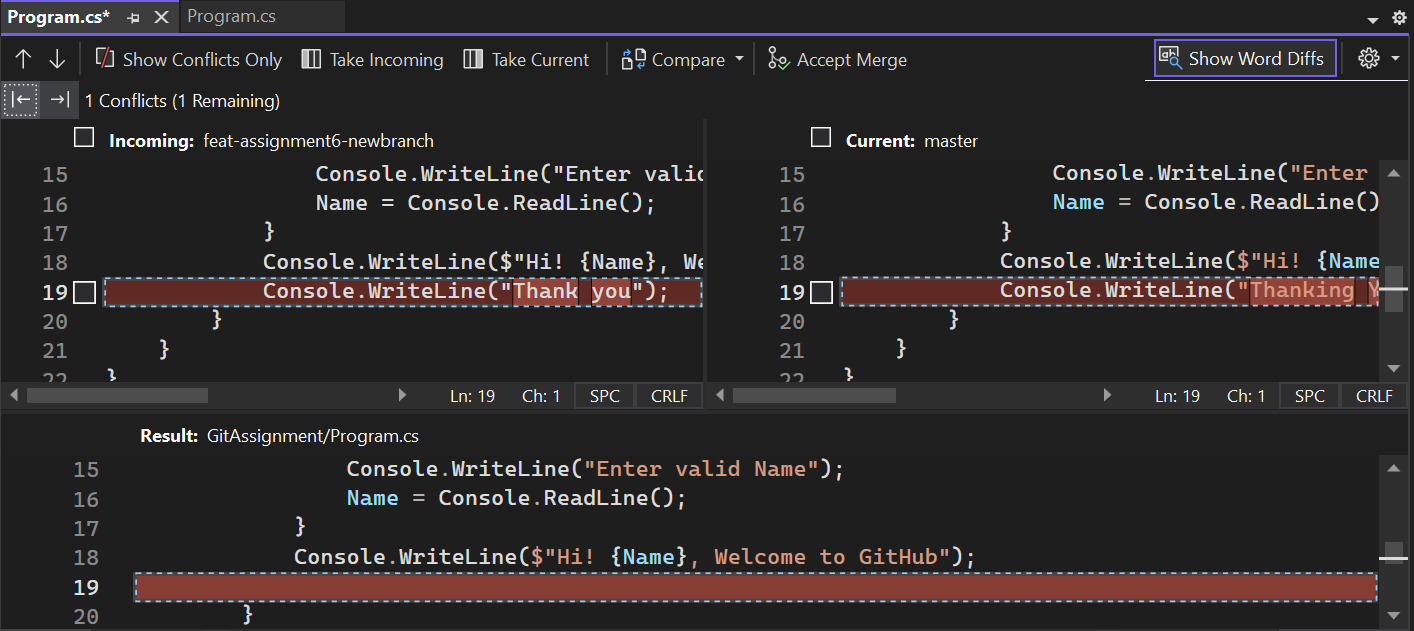 Program.cs* Program.cs
Show Conflicts Only Take Incoming Take Current Compare Accept Merge Show Word Diffs
1 Conflicts (1 Remaining)
Incoming: feat-assignment6-newbranch
15 Console.WriteLine("Enter valid
16 Name = Console.ReadLine();
17 }
18 Console.WriteLine($"Hi! {Name}, We
19 Console.WriteLine("Thank you");
20 }
21 }
22 }
Ln: 19 Ch: 1 SPC CRLF
Current: master
15 Console.WriteLine("Enter
16 Name = Console.ReadLine()
17 }
18 Console.WriteLine($"Hi! {Name
19 Console.WriteLine("Thanking Y
20 }
21 }
22 }
Ln: 19 Ch: 1 SPC CRLF
Result: GitAssignment/Program.cs
15 Console.WriteLine("Enter valid Name");
16 Name = Console.ReadLine();
17 }
18 Console.WriteLine($"Hi! {Name}, Welcome to GitHub");
19
20 }